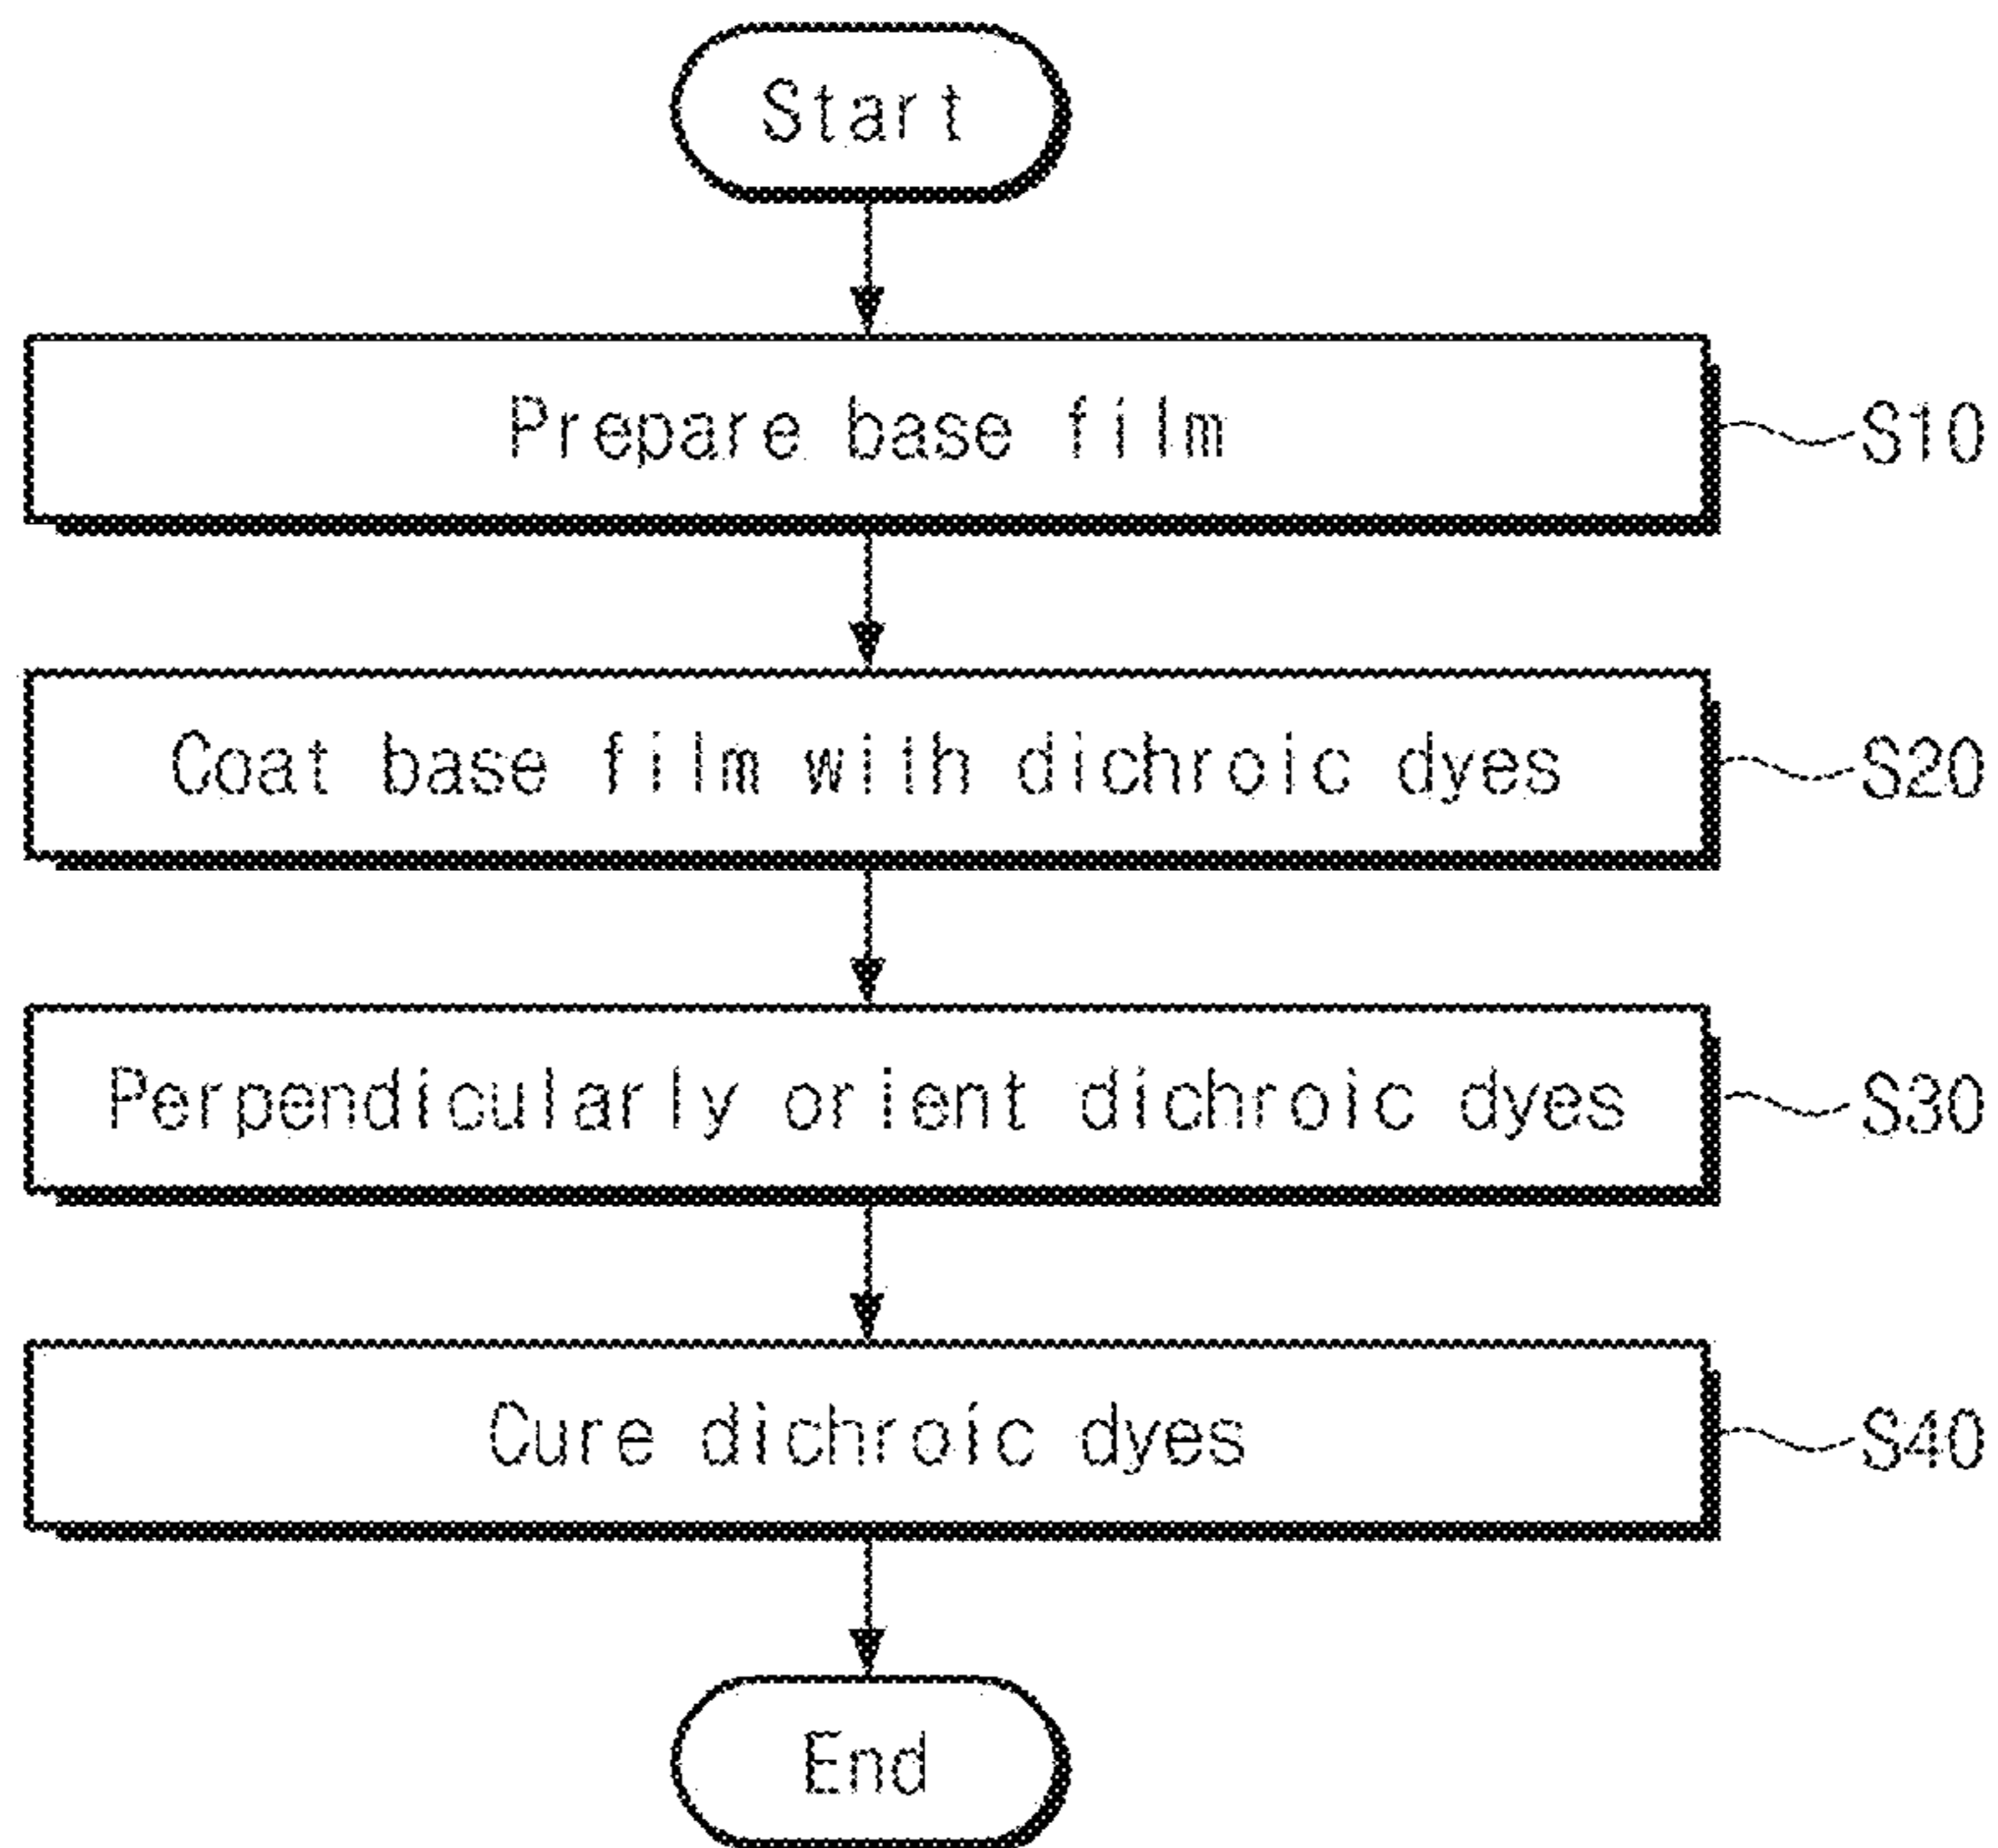 Start
Prepare base film
S10
Coat base film with dichroic dyes
S20
Perpendicularly orient dichroic dyes
S30
Cure dichroic dyes
S40
End